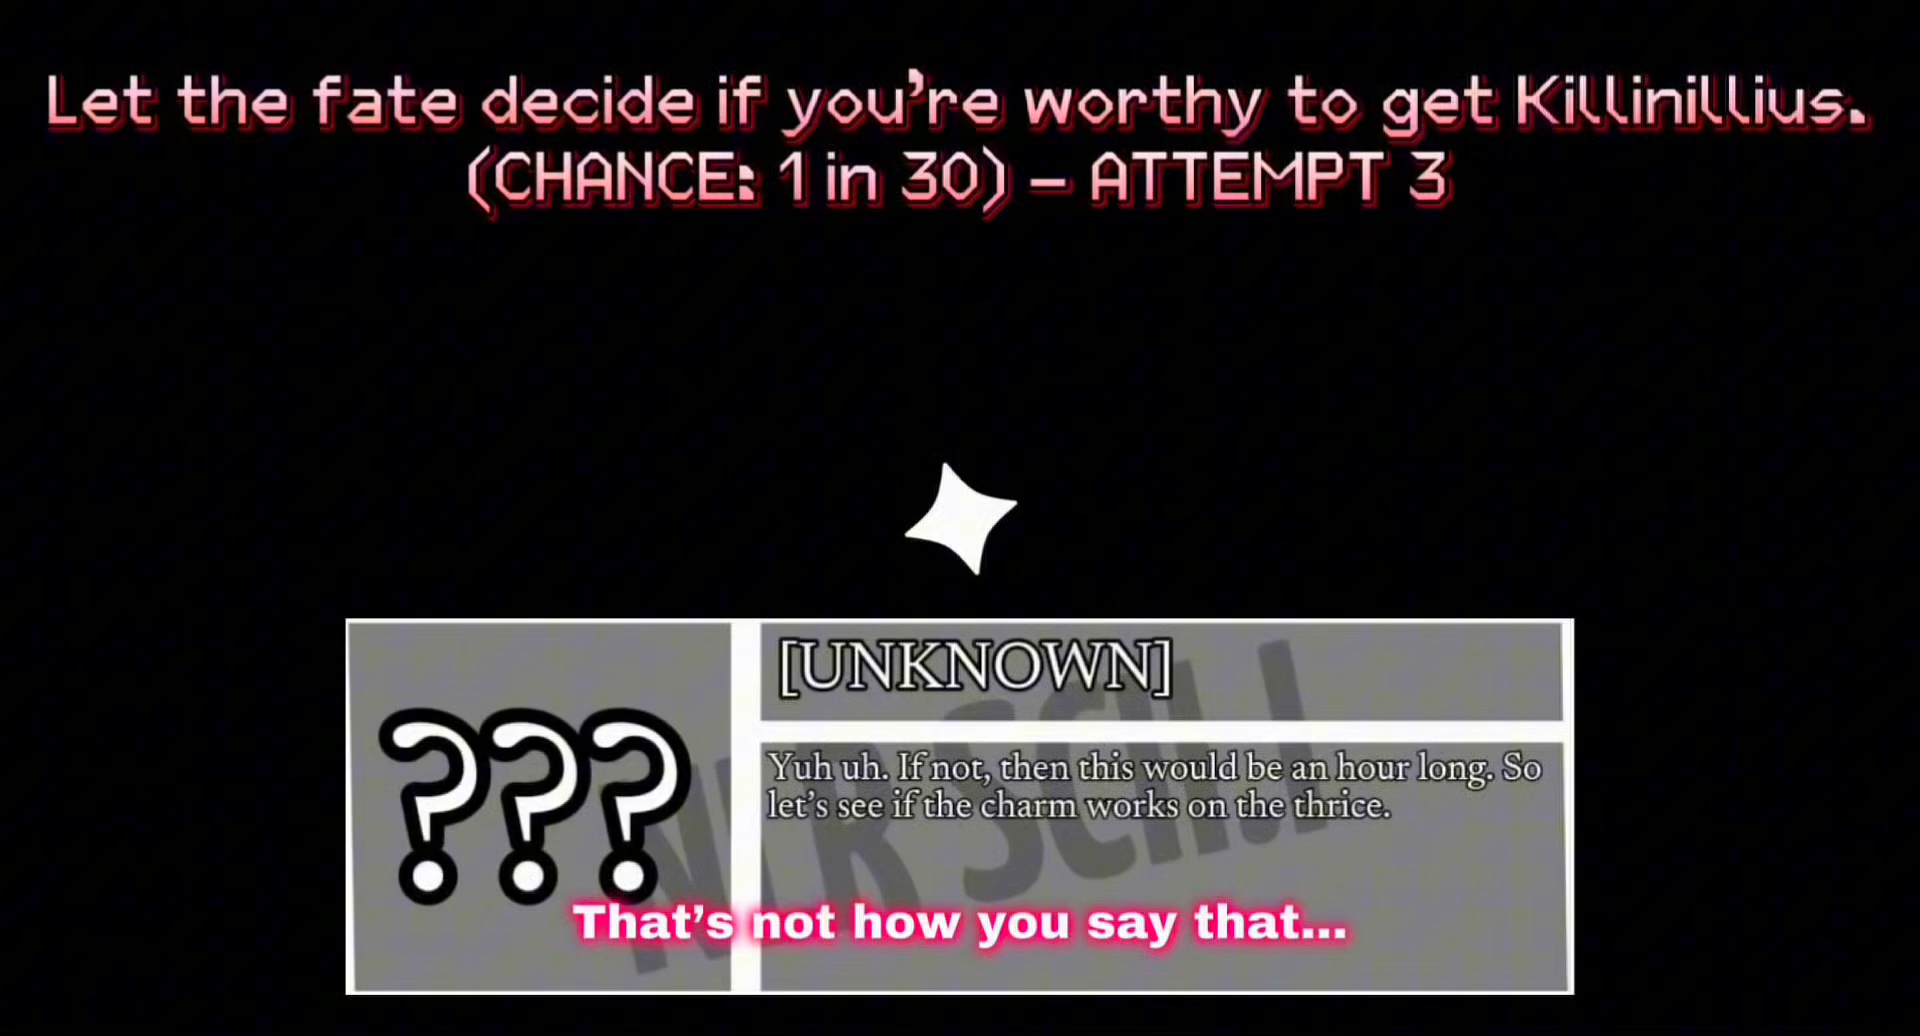 Let the fate decide if you're worthy to get Killinillius.
(CHANCE: 1 in 30) – ATTEMPT 3
???
[UNKNOWN]
Yuh uh. If not, then this would be an hour long. So
let's see if the charm works on the thrice.
That's not how you say that...